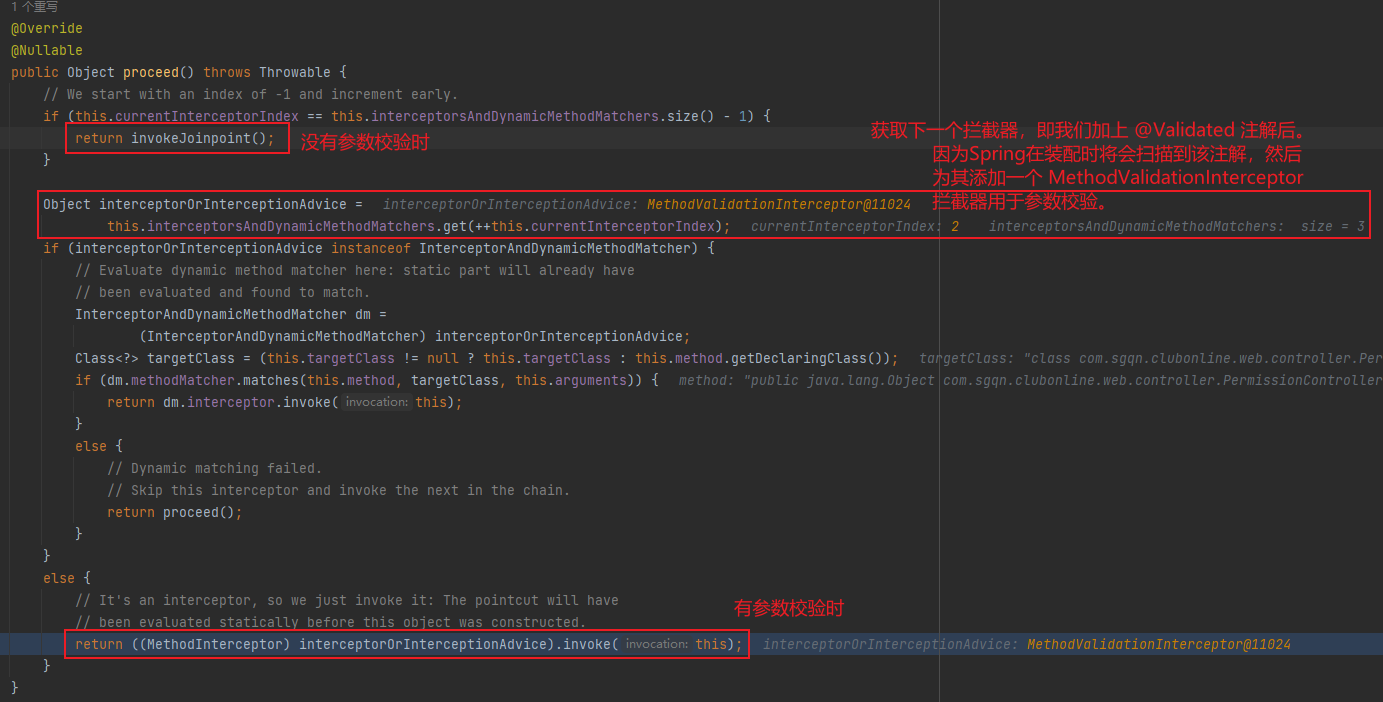 1 个重写
@Override
@Nullable
public Object proceed() throws Throwable {
// We start with an index of -1 and increment early.
if (this.currentInterceptorIndex == this.interceptorsAndDynamicMethodMatchers.size() - 1) {
return invokeJoinpoint(); 没有参数校验时
}
获取下一个拦截器，即我们加上 @Validated 注解后。
因为Spring在装配时将会扫描到该注解，然后
为其添加一个 MethodValidationInterceptor
拦截器用于参数校验。
Object interceptorOrInterceptionAdvice = interceptorOrInterceptionAdvice: MethodValidationInterceptor@11024
this.interceptorsAndDynamicMethodMatchers.get(++this.currentInterceptorIndex); currentInterceptorIndex: 2 interceptorsAndDynamicMethodMatchers: size = 3
if (interceptorOrInterceptionAdvice instanceof InterceptorAndDynamicMethodMatcher) {
// Evaluate dynamic method matcher here: static part will already have
// been evaluated and found to match.
InterceptorAndDynamicMethodMatcher dm =
(InterceptorAndDynamicMethodMatcher) interceptorOrInterceptionAdvice;
Class<?> targetClass = (this.targetClass != null ? this.targetClass : this.method.getDeclaringClass()); targetClass: "class com.sgqn.clubonline.web.controller.Per
if (dm.methodMatcher.matches(this.method, targetClass, this.arguments)) { method: "public java.lang.Object com.sgqn.clubonline.web.controller.PermissionController
return dm.interceptor.invoke( invocation: this);
}
else {
// Dynamic matching failed.
// Skip this interceptor and invoke the next in the chain.
return proceed();
}
}
else {
// It's an interceptor, so we just invoke it: The pointcut will have
有参数校验时
// been evaluated statically before this object was constructed.
return ((MethodInterceptor) interceptorOrInterceptionAdvice).invoke( invocation: this); interceptorOrInterceptionAdvice: MethodValidationInterceptor@11024
}
}